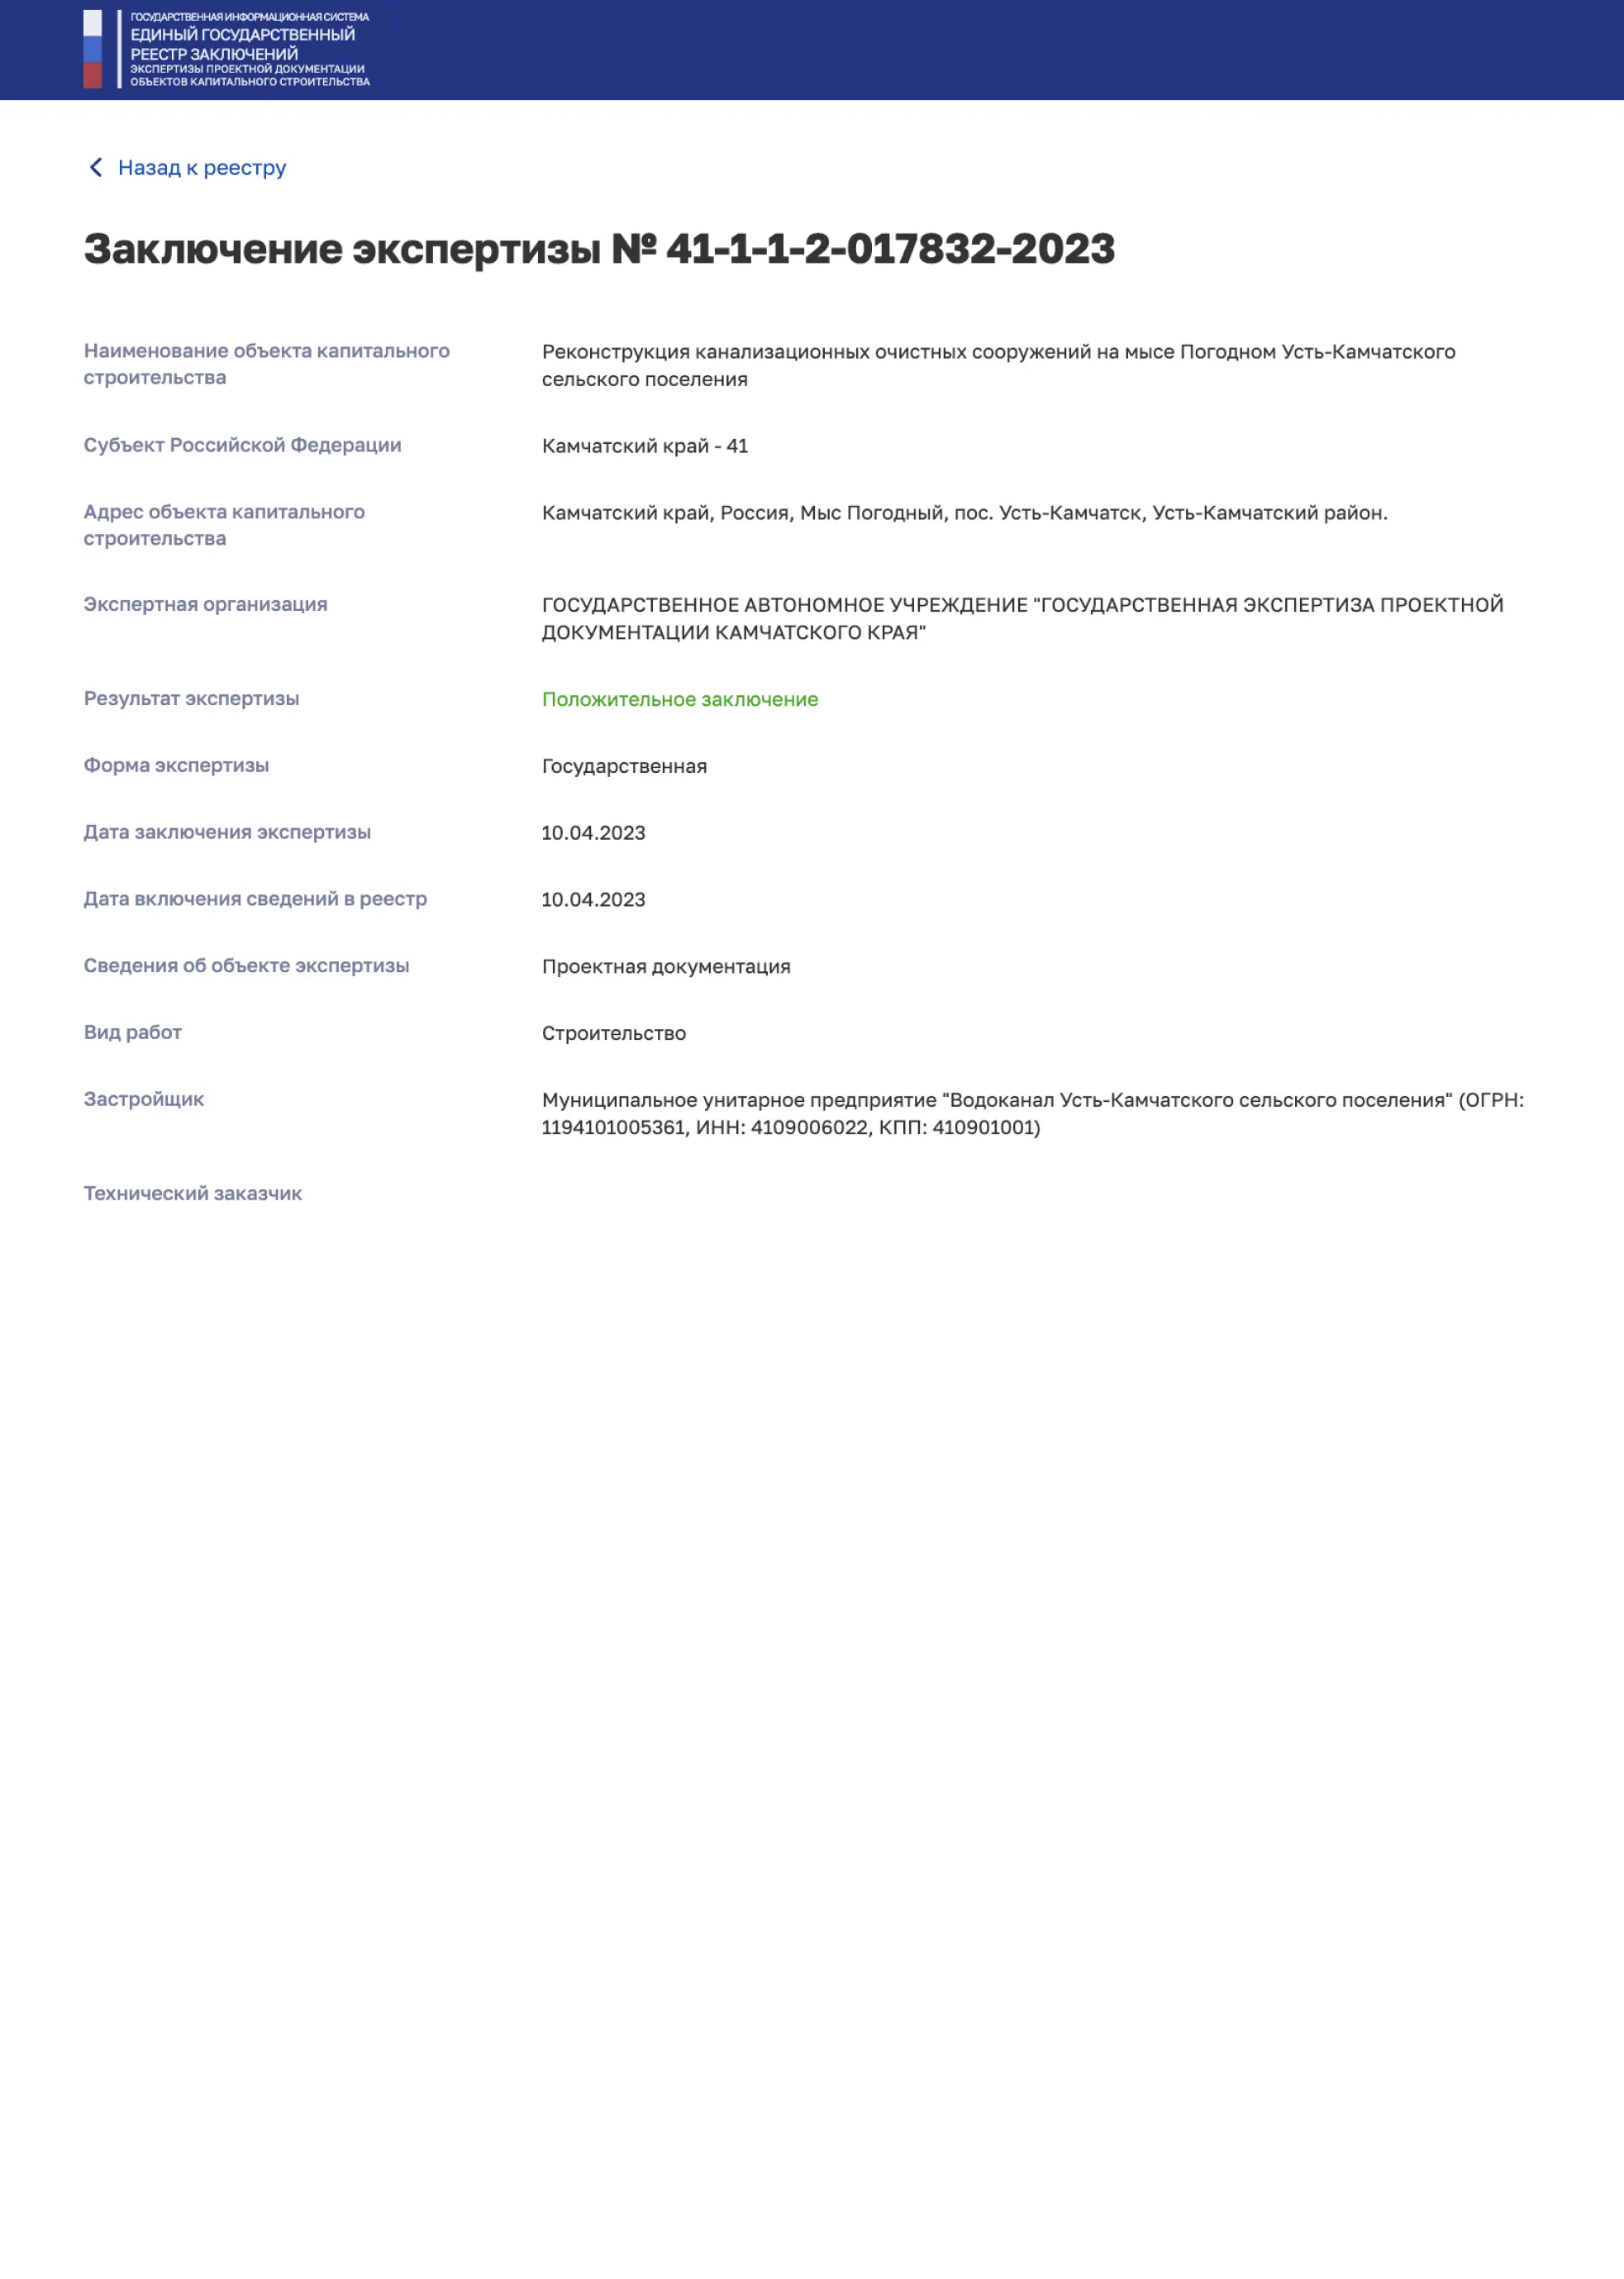 ГОСУДАРСТВЕННАЯ ИНФОРМАЦИОННАЯ СИСТЕМА
ЕДИНЫЙ ГОСУДАРСТВЕННЫЙ
РЕЕСТР ЗАКЛЮЧЕНИЙ
ЭКСПЕРТИЗЫ ПРОЕКТНОЙ ДОКУМЕНТАЦИИ
ОБЪЕКТОВ КАПИТАЛЬНОГО СТРОИТЕЛЬСТВА
Назад к реестру
Заключение экспертизы № 41-1-1-2-017832-2023
Наименование объекта капитального
строительства
Реконструкция канализационных очистных сооружений на мысе Погодном Усть-Камчатского
сельского поселения
Субъект Российской Федерации
Камчатский край - 41
Адрес объекта капитального
строительства
Камчатский край, Россия, Мыс Погодный, пос. Усть-Камчатск, Усть-Камчатский район.
Экспертная организация
ГОСУДАРСТВЕННОЕ АВТОНОМНОЕ УЧРЕЖДЕНИЕ "ГОСУДАРСТВЕННАЯ ЭКСПЕРТИЗА ПРОЕКТНОЙ
ДОКУМЕНТАЦИИ КАМЧАТСКОГО КРАЯ"
Результат экспертизы
Положительное заключение
Форма экспертизы
Государственная
Дата заключения экспертизы
10.04.2023
Дата включения сведений в реестр
10.04.2023
Сведения об объекте экспертизы
Проектная документация
Вид работ
Строительство
Застройщик
Муниципальное унитарное предприятие "Водоканал Усть-Камчатского сельского поселения" (ОГРН:
1194101005361, ИНН: 4109006022, КПП: 410901001)
Технический заказчик